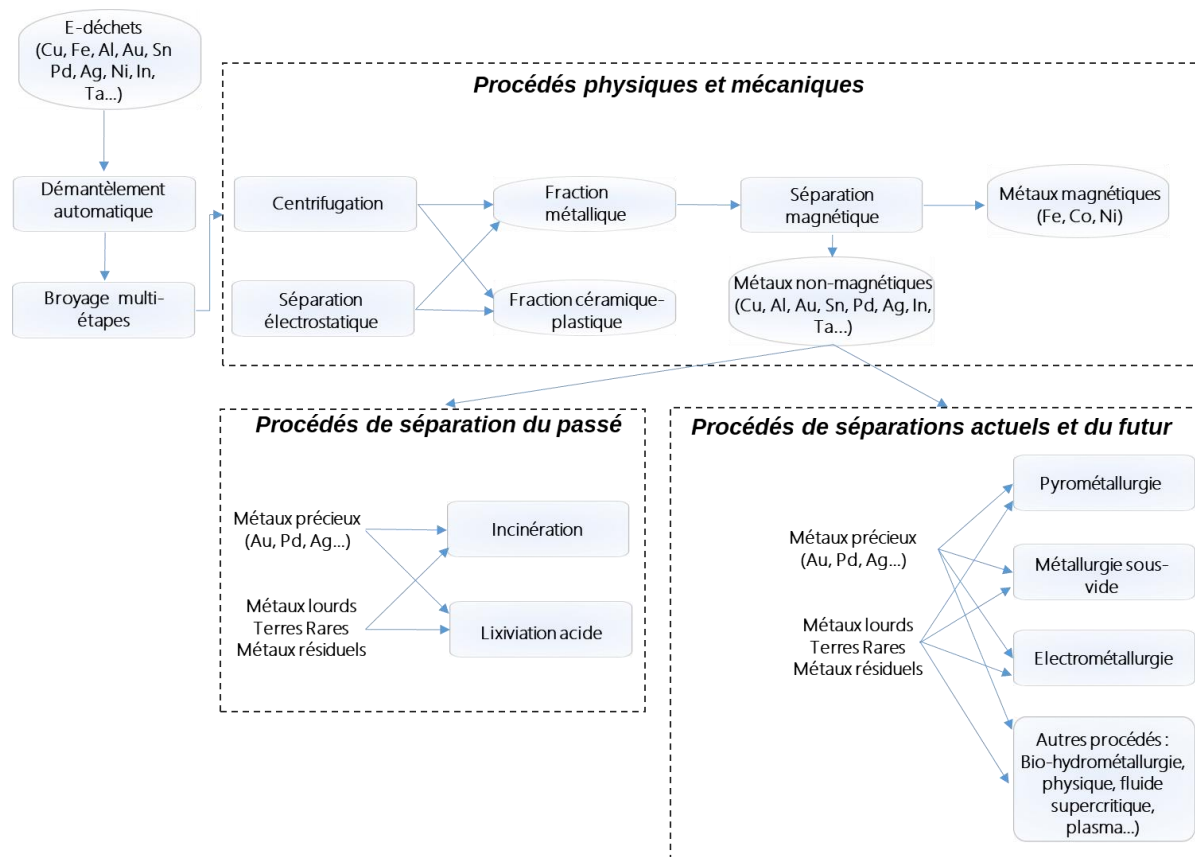 E-déchets
(Cu, Fe, Al, Au, Sn
Pd, Ag, Ni, In,
Ta...)
Procédés physiques et mécaniques
Démantèlement
automatique
Broyage multi-
étapes
Centrifugation
Séparation
électrostatique
Fraction
métallique
Fraction céramique-
plastique
Séparation
magnétique
Métaux magnétiques
(Fe, Co, Ni)
Métaux non-magnétiques
(Cu, Al, Au, Sn, Pd, Ag, In,
Ta...)
Procédés de séparation du passé
Métaux précieux
(Au, Pd, Ag...)
Métaux lourds
Terres Rares
Métaux résiduels
Incinération
Lixiviation acide
Procédés de séparations actuels et du futur
Métaux précieux
(Au, Pd, Ag...)
Métaux lourds
Terres Rares
Métaux résiduels
Pyrométallurgie
Métallurgie sous-
vide
Electrométallurgie
Autres procédés :
Bio-hydrométallurgie,
physique, fluide
supercritique,
plasma...)